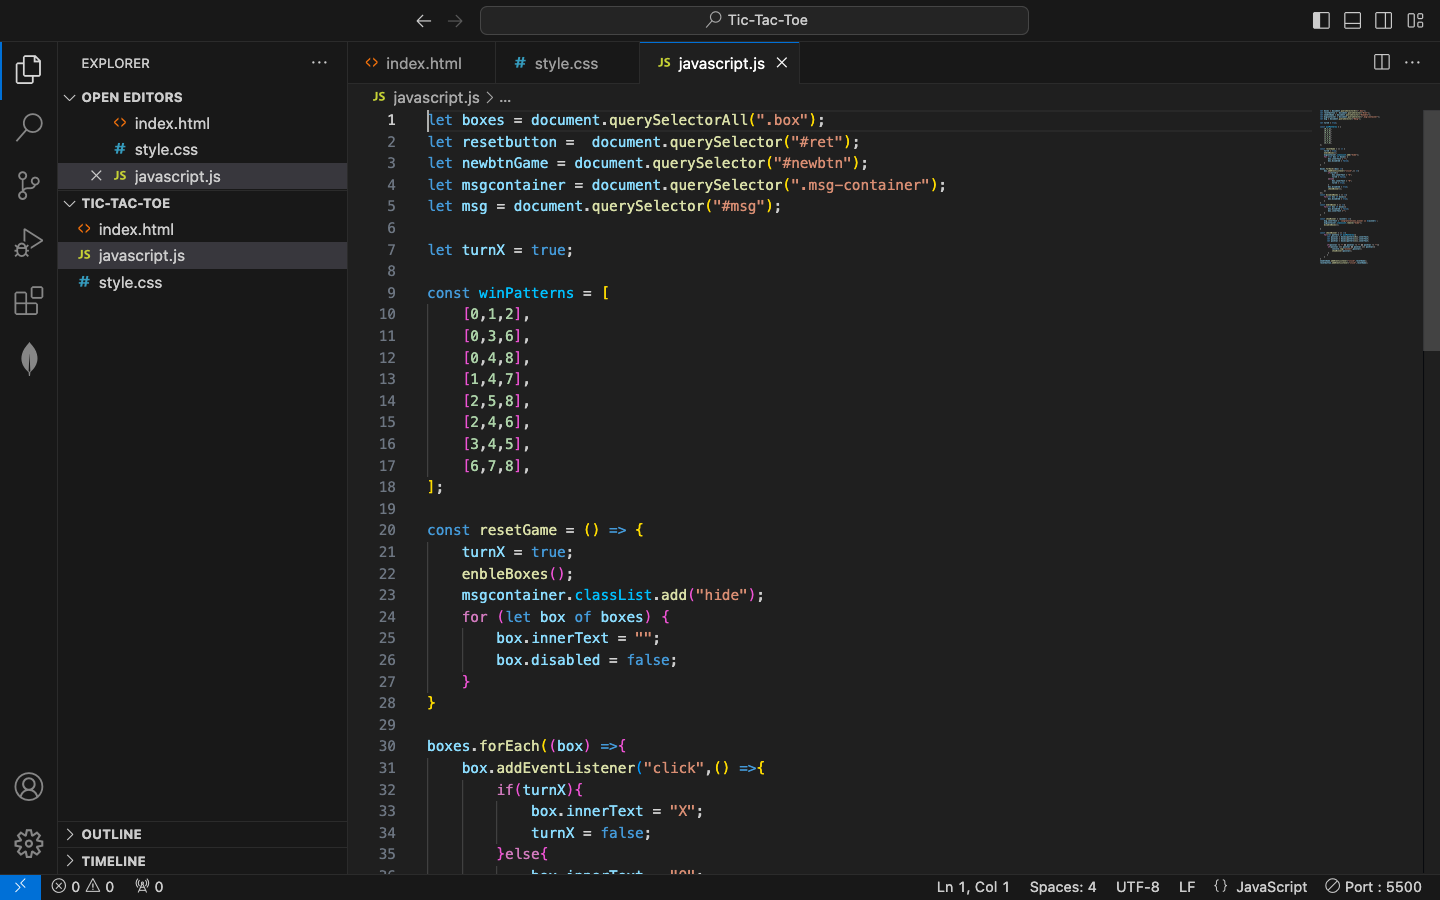 Tic-Tac-Toe
EXPLORER
OPEN EDITORS
index.html
style.css
javascript.js
TIC-TAC-TOE
index.html
javascript.js
style.css
OUTLINE
TIMELINE
index.html
style.css
JS javascript.js
JS javascript.js > ...
1 let boxes = document.querySelectorAll(".box");
2 let resetbutton =  document.querySelector("#ret");
3 let newbtnGame = document.querySelector("#newbtn");
4 let msgcontainer = document.querySelector(".msg-container");
5 let msg = document.querySelector("#msg");
6
7 let turnX = true;
8
9 const winPatterns = [
10     [0,1,2],
11     [0,3,6],
12     [0,4,8],
13     [1,4,7],
14     [2,5,8],
15     [2,4,6],
16     [3,4,5],
17     [6,7,8],
18 ];
19
20 const resetGame = () => {
21     turnX = true;
22     enbleBoxes();
23     msgcontainer.classList.add("hide");
24     for (let box of boxes) {
25         box.innerText = "";
26         box.disabled = false;
27     }
28 }
29
30 boxes.forEach((box) =>{
31     box.addEventListener("click",() =>{
32         if(turnX){
33             box.innerText = "X";
34             turnX = false;
35         }else{
0 0 0
Ln 1, Col 1 Spaces: 4 UTF-8 LF {} JavaScript Port : 5500